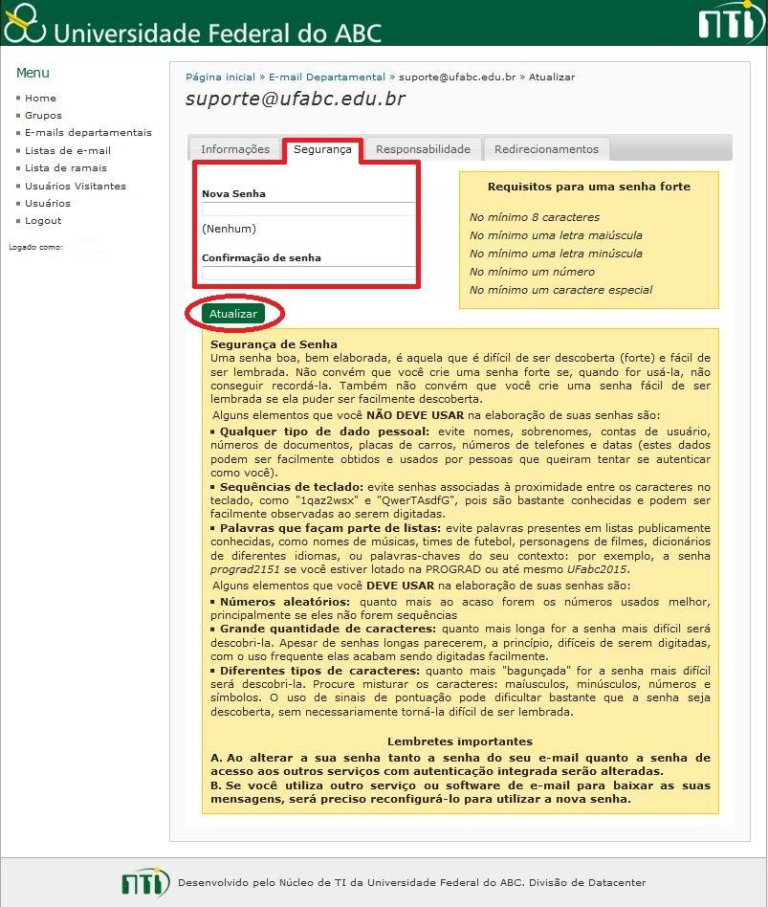 Universidade Federal do ABC
NTI
Menu
Home
Grupos
E-mails departamentais
Listas de e-mail
Lista de ramais
Usuários Visitantes
Usuários
Logout
Logado como:
Página inicial » E-mail Departamental » suporte@ufabc.edu.br » Atualizar
suporte@ufabc.edu.br
Informações Segurança Responsabilidade Redirecionamentos
Nova Senha
(Nenhum)
Confirmação de senha
Requisitos para uma senha forte
No mínimo 8 caracteres
No mínimo uma letra maiúscula
No mínimo uma letra minúscula
No mínimo um número
No mínimo um caractere especial
Atualizar
Segurança de Senha
Uma senha boa, bem elaborada, é aquela que é difícil de ser descoberta (forte) e fácil de
ser lembrada. Não convém que você crie uma senha forte se, quando for usá-la, não
conseguir recordá-la. Também não convém que você crie uma senha fácil de ser
lembrada se ela puder ser facilmente descoberta.
Alguns elementos que você NÃO DEVE USAR na elaboração de suas senhas são:
▪ Qualquer tipo de dado pessoal: evite nomes, sobrenomes, contas de usuário,
números de documentos, placas de carros, números de telefones e datas (estes dados
podem ser facilmente obtidos e usados por pessoas que queiram tentar se autenticar
como você).
▪ Sequências de teclado: evite senhas associadas à proximidade entre os caracteres no
teclado, como "1qaz2wsx" e "QwerTAsdfG", pois são bastante conhecidas e podem ser
facilmente observadas ao serem digitadas.
▪ Palavras que façam parte de listas: evite palavras presentes em listas publicamente
conhecidas, como nomes de músicas, times de futebol, personagens de filmes, dicionários
de diferentes idiomas, ou palavras-chaves do seu contexto: por exemplo, a senha
prograd2151 se você estiver lotado na PROGRAD ou até mesmo UFabc2015.
Alguns elementos que você DEVE USAR na elaboração de suas senhas são:
▪ Números aleatórios: quanto mais ao acaso forem os números usados melhor,
principalmente se eles não forem sequências
▪ Grande quantidade de caracteres: quanto mais longa for a senha mais difícil será
descobri-la. Apesar de senhas longas parecerem, a princípio, difíceis de serem digitadas,
com o uso frequente elas acabam sendo digitadas facilmente.
▪ Diferentes tipos de caracteres: quanto mais "bagunçada" for a senha mais difícil
será descobri-la. Procure misturar os caracteres: maíusculos, minúsculos, números e
símbolos. O uso de sinais de pontuação pode dificultar bastante que a senha seja
descoberta, sem necessariamente torná-la difícil de ser lembrada.
Lembretes importantes
A. Ao alterar a sua senha tanto a senha do seu e-mail quanto a senha de
acesso aos outros serviços com autenticação integrada serão alteradas.
B. Se você utiliza outro serviço ou software de e-mail para baixar as suas
mensagens, será preciso reconfigurá-lo para utilizar a nova senha.
NTI Desenvolvido pelo Núcleo de TI da Universidade Federal do ABC. Divisão de Datacenter